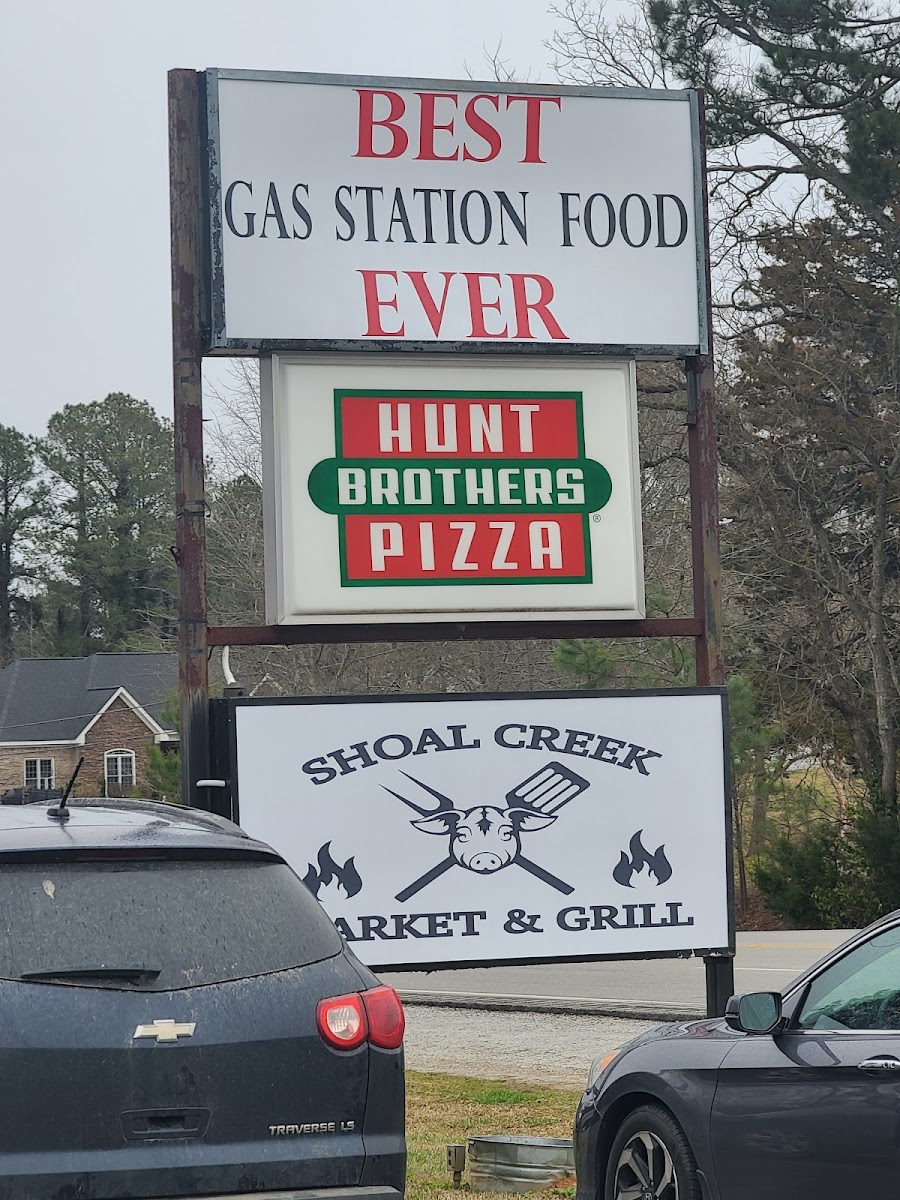 BEST
GAS STATION FOOD
EVER
HUNT
BROTHERS
PIZZA
®
SHOAL CREEK
ARKET & GRILL
TRAVERSE LS